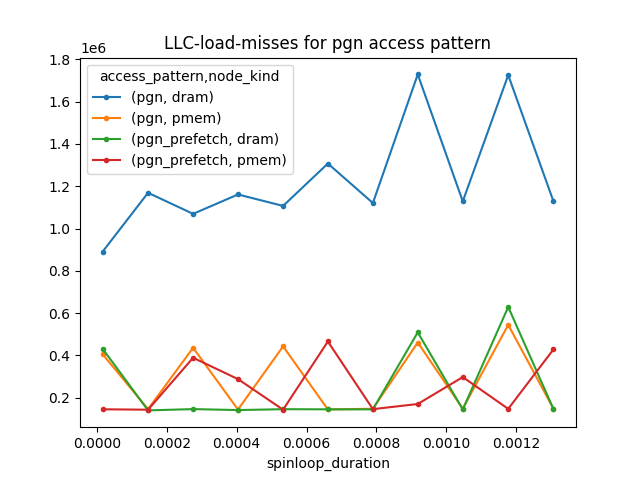 LLC-load-misses for pgn access pattern
1e6
1.8
1.6
1.4
1.2
1.0
0.8
0.6
0.4
0.2
access_pattern,node_kind
(pgn, dram)
(pgn, pmem)
(pgn_prefetch, dram)
(pgn_prefetch, pmem)
0.0000 0.0002 0.0004 0.0006 0.0008 0.0010 0.0012
spinloop_duration